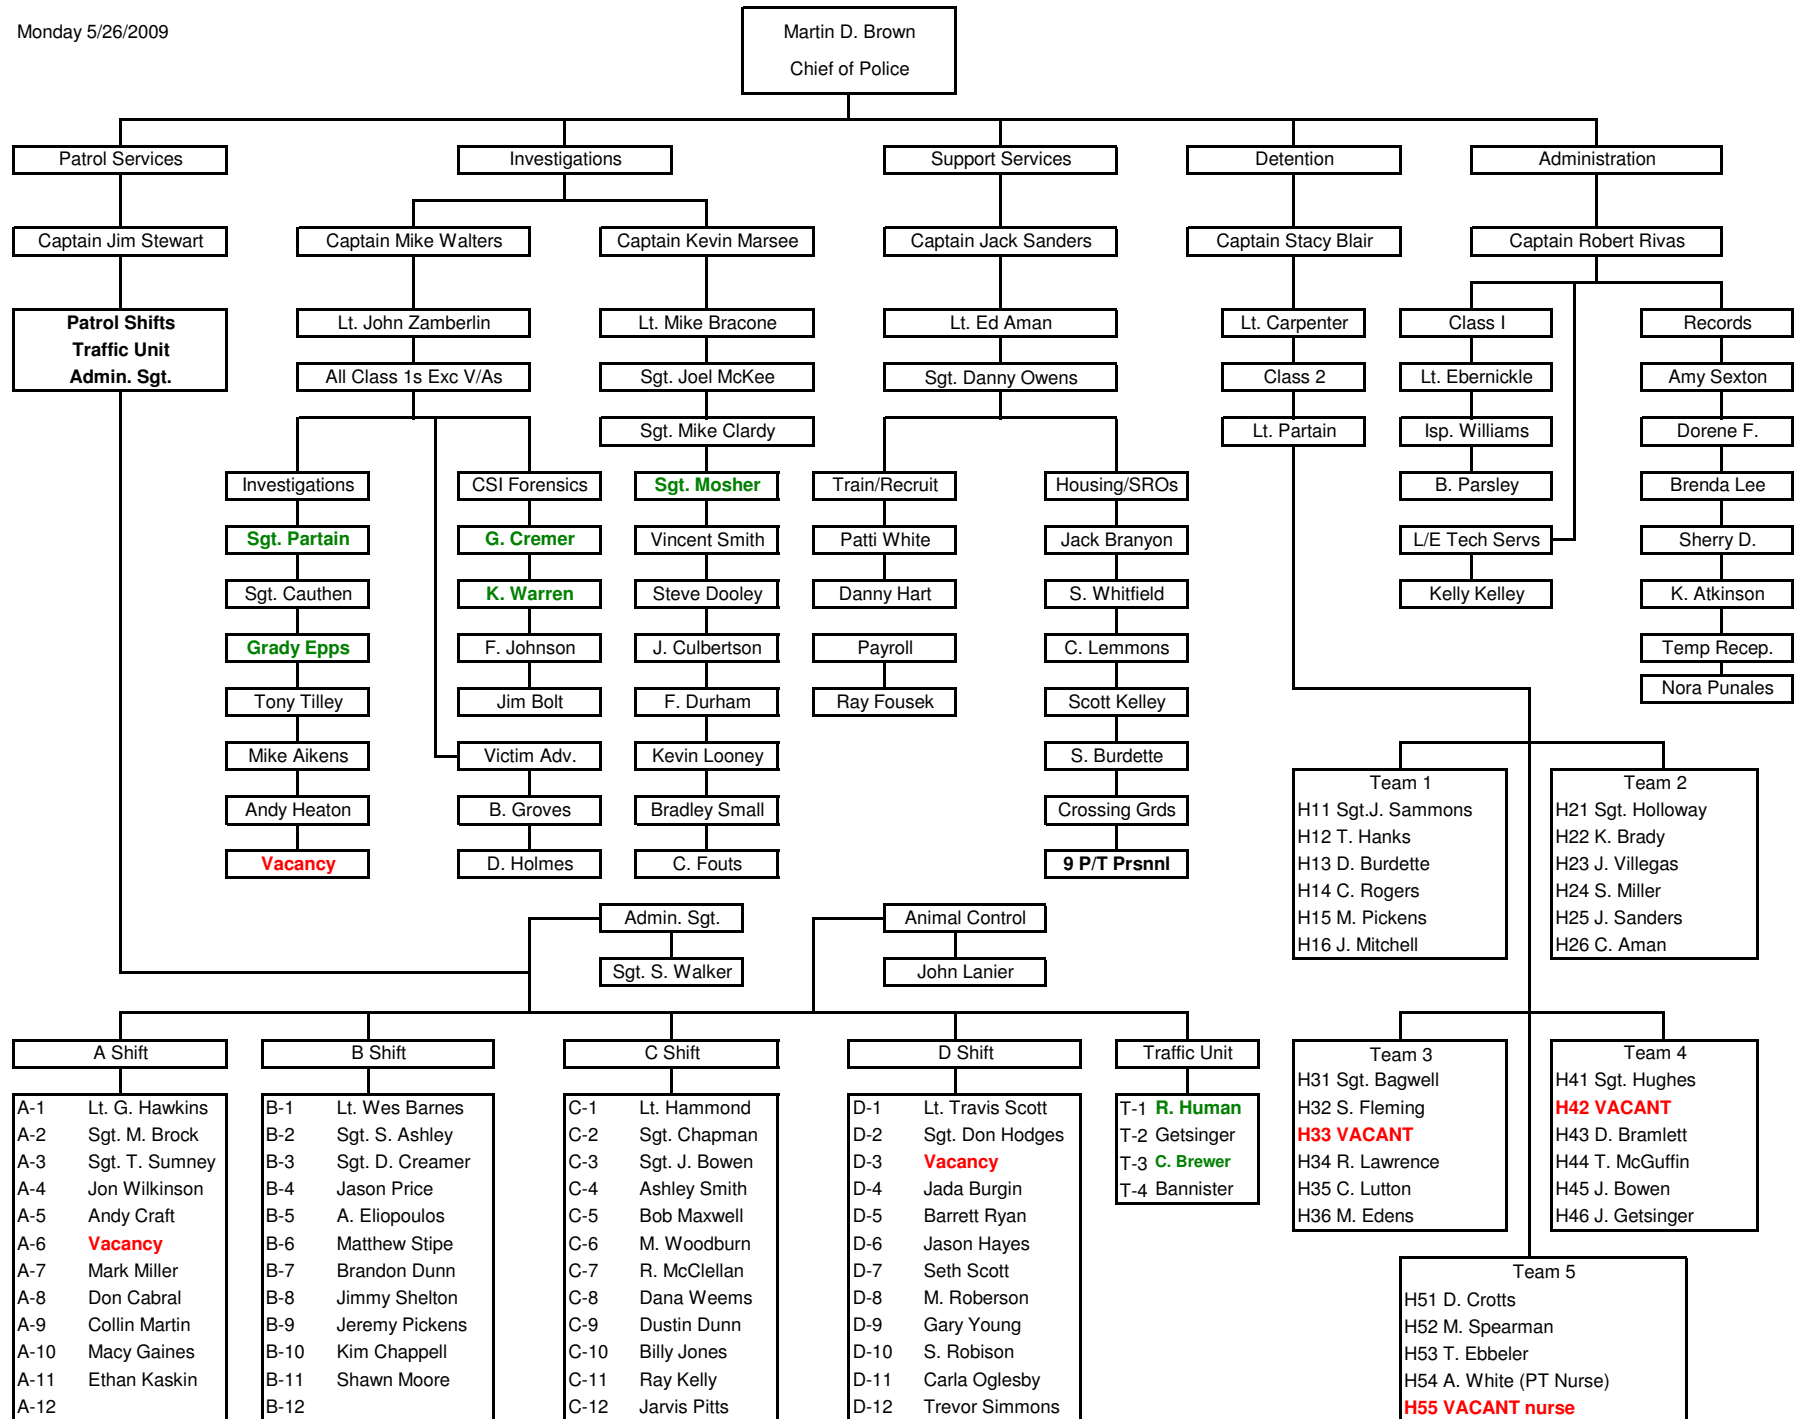 Monday 5/26/2009
Martin D. Brown
Chief of Police
Patrol Services
Investigations
Support Services
Detention
Administration
Captain Jim Stewart
Captain Mike Walters
Captain Kevin Marsee
Captain Jack Sanders
Captain Stacy Blair
Captain Robert Rivas
Patrol Shifts
Traffic Unit
Admin. Sgt.
Lt. John Zamberlin
All Class 1s Exc V/As
Investigations
Sgt. Partain
Sgt. Cauthen
Grady Epps
Tony Tilley
Mike Aikens
Andy Heaton
Vacancy
CSI Forensics
G. Cremer
K. Warren
F. Johnson
Jim Bolt
Victim Adv.
B. Groves
D. Holmes
Lt. Mike Bracone
Sgt. Joel McKee
Sgt. Mike Clardy
Sgt. Mosher
Vincent Smith
Steve Dooley
J. Culbertson
F. Durham
Kevin Looney
Bradley Small
C. Fouts
Lt. Ed Aman
Sgt. Danny Owens
Train/Recruit
Patti White
Danny Hart
Payroll
Ray Fousek
Housing/SROs
Jack Branyon
S. Whitfield
C. Lemmons
Scott Kelley
S. Burdette
Crossing Grds
9 P/T Prsnnl
Lt. Carpenter
Class 2
Lt. Partain
Class I
Lt. Ebernickle
Isp. Williams
B. Parsley
L/E Tech Servs
Kelly Kelley
Records
Amy Sexton
Dorene F.
Brenda Lee
Sherry D.
K. Atkinson
Temp Recep.
Nora Punales
Admin. Sgt.
Sgt. S. Walker
Animal Control
John Lanier
Team 1
H11 Sgt.J. Sammons
H12 T. Hanks
H13 D. Burdette
H14 C. Rogers
H15 M. Pickens
H16 J. Mitchell
Team 2
H21 Sgt. Holloway
H22 K. Brady
H23 J. Villegas
H24 S. Miller
H25 J. Sanders
H26 C. Aman
A Shift
A-1 Lt. G. Hawkins
A-2 Sgt. M. Brock
A-3 Sgt. T. Sumney
A-4 Jon Wilkinson
A-5 Andy Craft
A-6 Vacancy
A-7 Mark Miller
A-8 Don Cabral
A-9 Collin Martin
A-10 Macy Gaines
A-11 Ethan Kaskin
A-12
B Shift
B-1 Lt. Wes Barnes
B-2 Sgt. S. Ashley
B-3 Sgt. D. Creamer
B-4 Jason Price
B-5 A. Eliopoulos
B-6 Matthew Stipe
B-7 Brandon Dunn
B-8 Jimmy Shelton
B-9 Jeremy Pickens
B-10 Kim Chappell
B-11 Shawn Moore
B-12
C Shift
C-1 Lt. Hammond
C-2 Sgt. Chapman
C-3 Sgt. J. Bowen
C-4 Ashley Smith
C-5 Bob Maxwell
C-6 M. Woodburn
C-7 R. McClellan
C-8 Dana Weems
C-9 Dustin Dunn
C-10 Billy Jones
C-11 Ray Kelly
C-12 Jarvis Pitts
D Shift
D-1 Lt. Travis Scott
D-2 Sgt. Don Hodges
D-3 Vacancy
D-4 Jada Burgin
D-5 Barrett Ryan
D-6 Jason Hayes
D-7 Seth Scott
D-8 M. Roberson
D-9 Gary Young
D-10 S. Robison
D-11 Carla Oglesby
D-12 Trevor Simmons
Traffic Unit
T-1 R. Human
T-2 Getsinger
T-3 C. Brewer
T-4 Bannister
Team 3
H31 Sgt. Bagwell
H32 S. Fleming
H33 VACANT
H34 R. Lawrence
H35 C. Lutton
H36 M. Edens
Team 4
H41 Sgt. Hughes
H42 VACANT
H43 D. Bramlett
H44 T. McGuffin
H45 J. Bowen
H46 J. Getsinger
Team 5
H51 D. Crotts
H52 M. Spearman
H53 T. Ebbeler
H54 A. White (PT Nurse)
H55 VACANT nurse